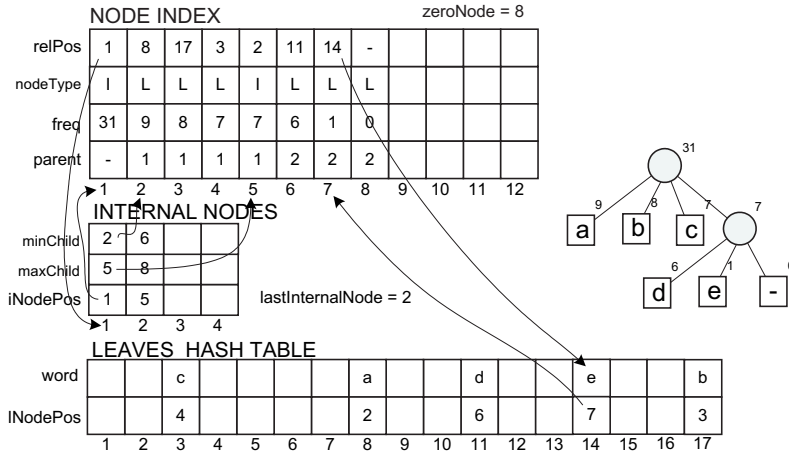 NODE INDEX zeroNode = 8
relPos 1 8 17 3 2 11 14 -
nodeType I L L L I L L L
freq 31 9 8 7 7 6 1 0
parent - 1 1 1 1 2 2 2
1 2 3 4 5 6 7 8 9 10 11 12
INTERNAL NODES
minChild 2 6
maxChild 5 8
iNodePos 1 5
1 2 3 4
lastInternalNode = 2
31
9 8 7
a b c 7
6 1
d e -
LEAVES HASH TABLE
word c a d e b
lNodePos 4 2 6 7 3
1 2 3 4 5 6 7 8 9 10 11 12 13 14 15 16 17